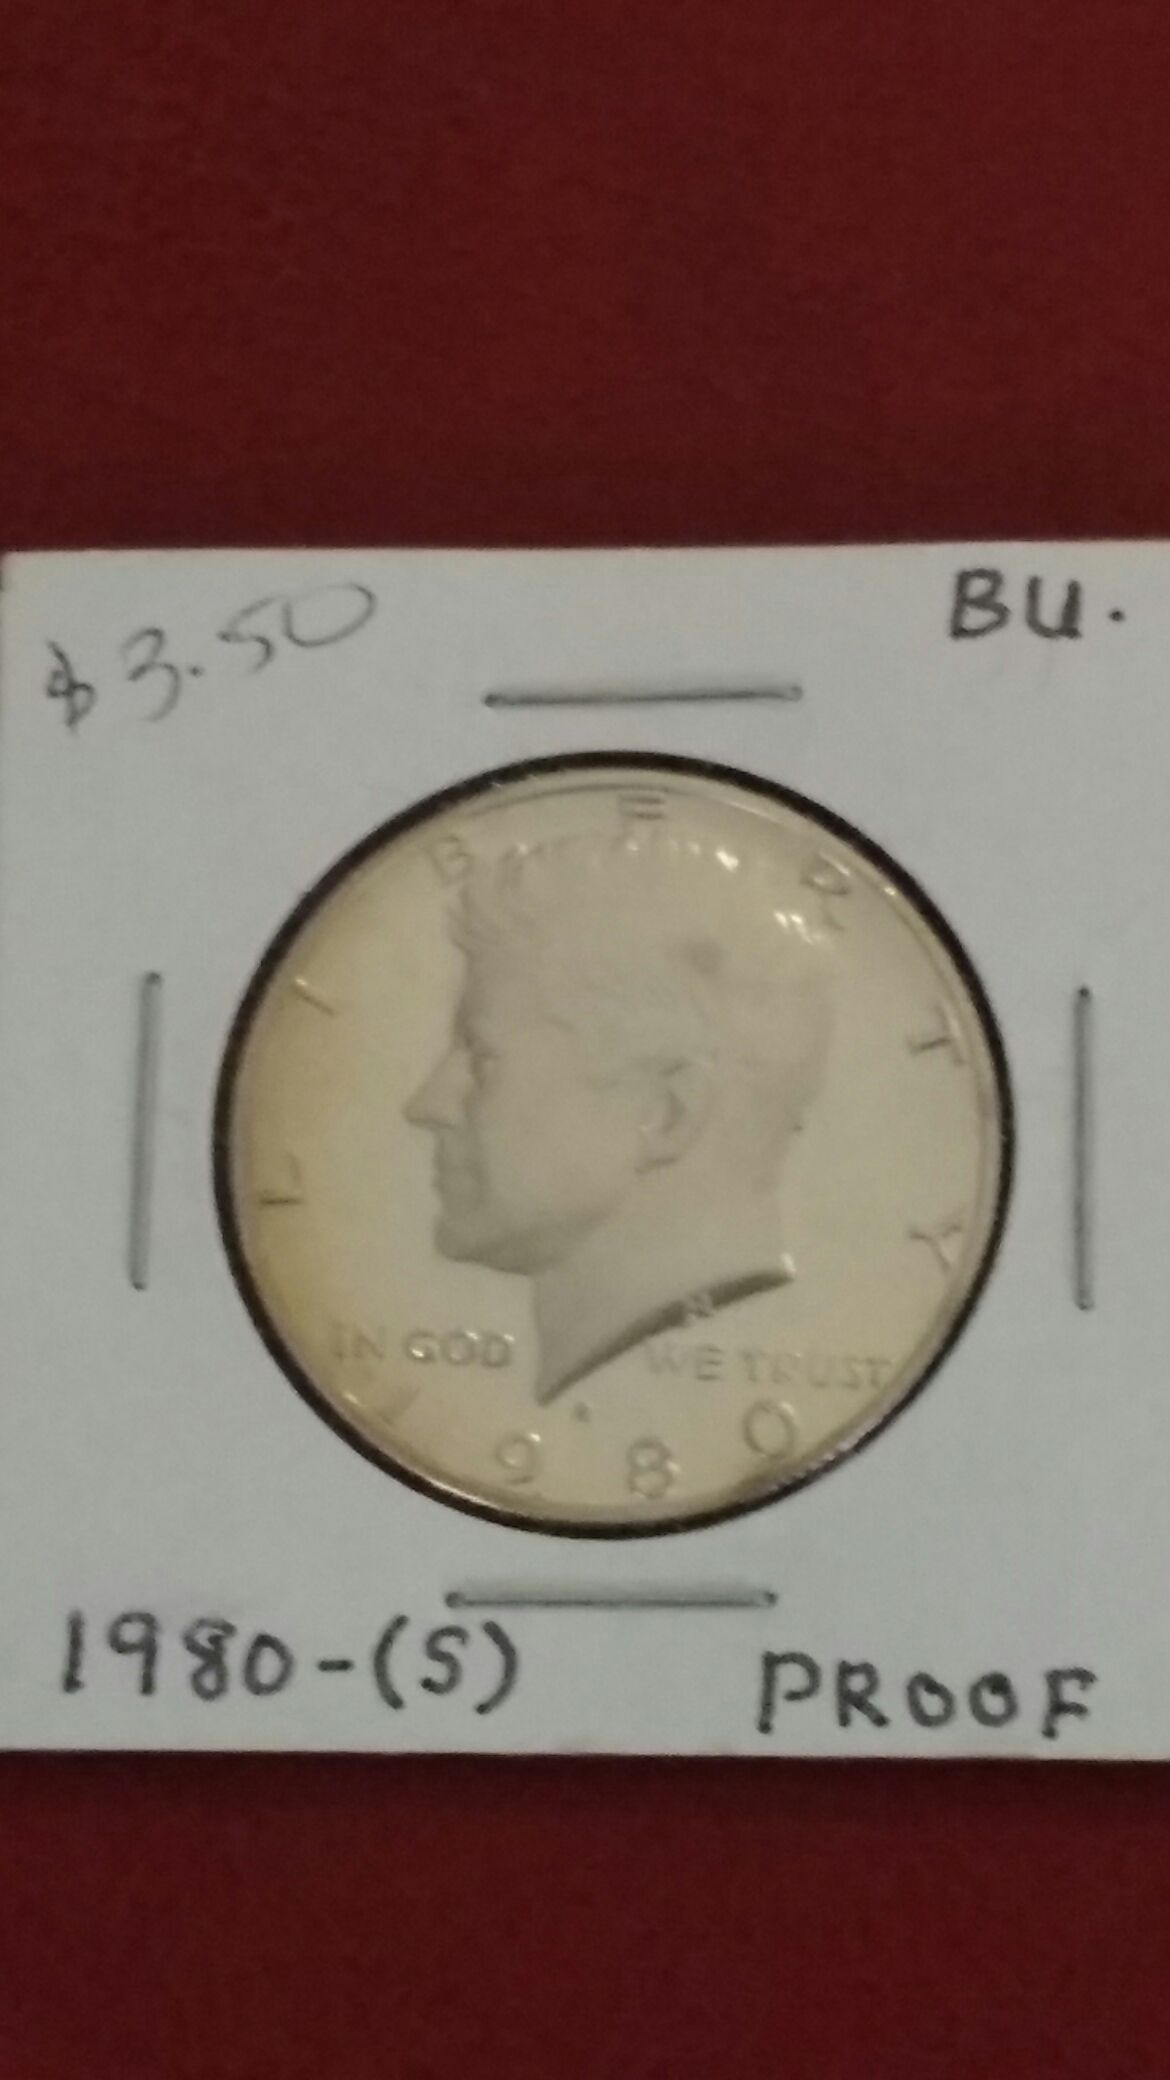 $3.50
BU.
LIBERTY
IN GOD WE TRUST
1980
1980-(S)
PROOF